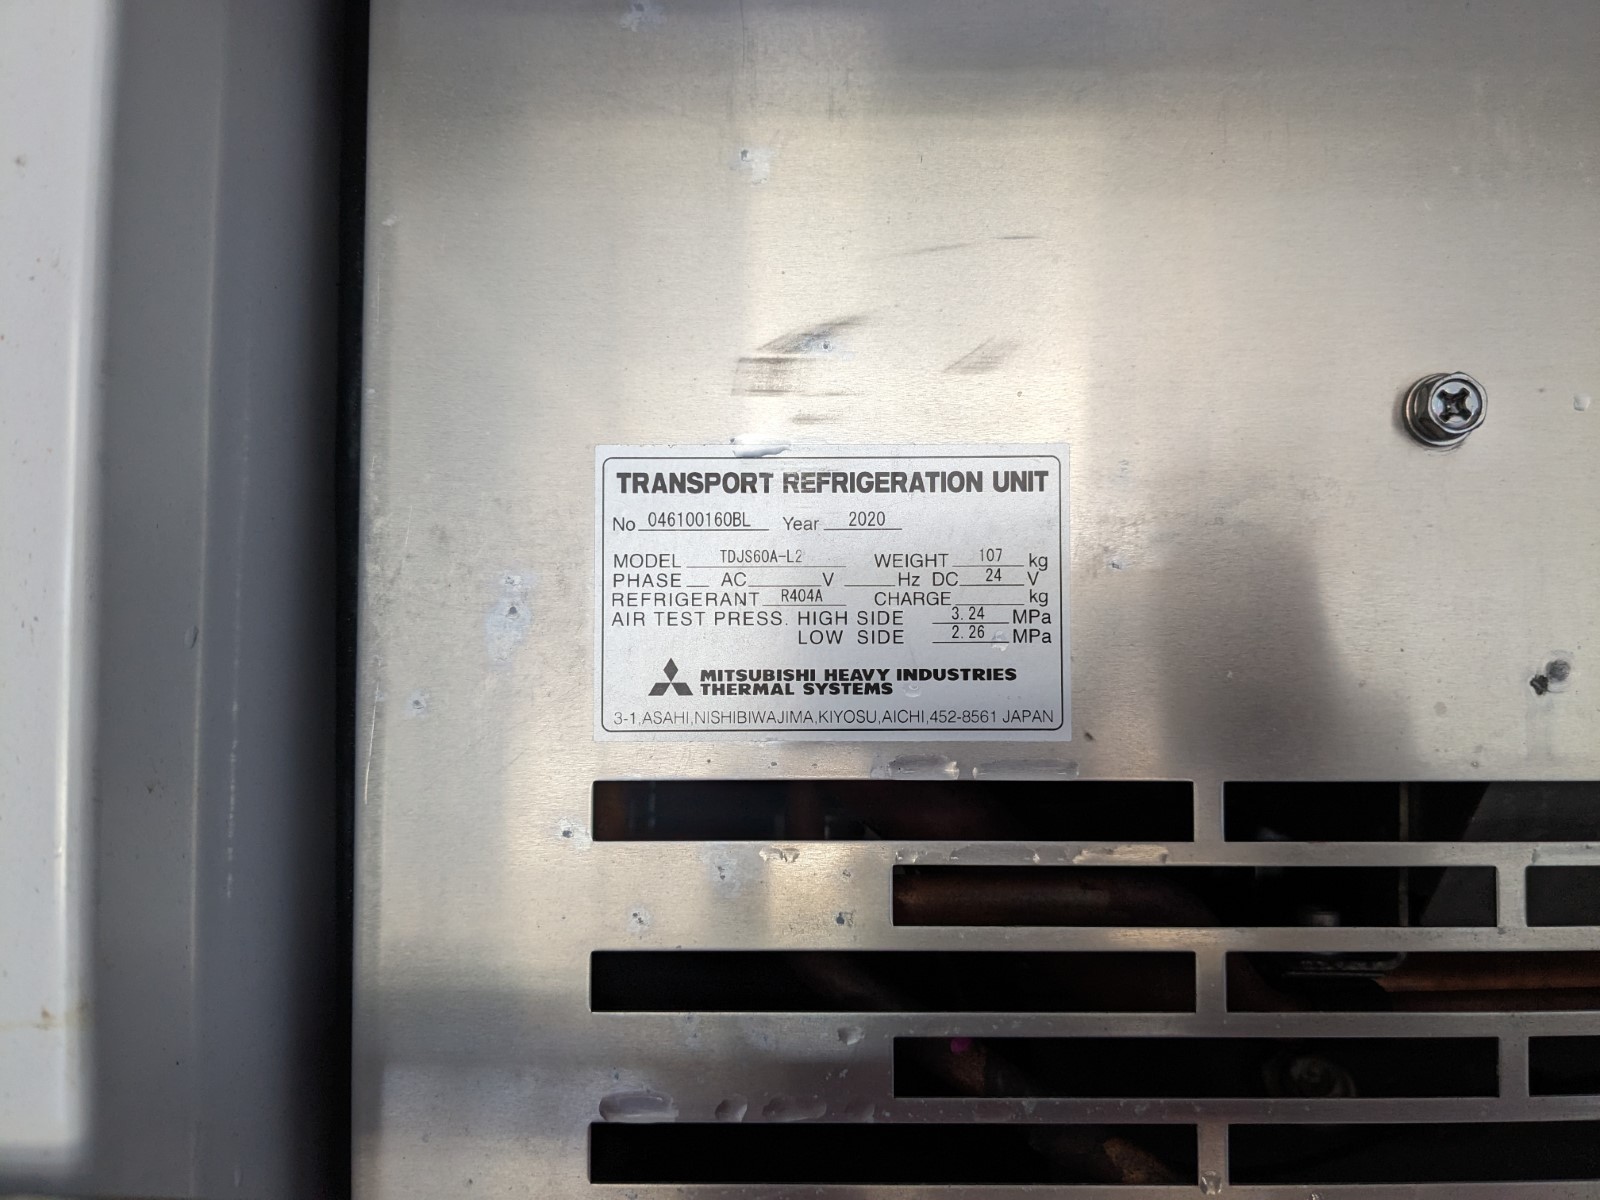 TRANSPORT REFRIGERATION UNIT
No 046100160BL Year 2020
MODEL TDJS60A-L2 WEIGHT 107 kg
PHASE AC V Hz DC 24 V
REFRIGERANT R404A CHARGE kg
AIR TEST PRESS. HIGH SIDE 3.24 MPa
LOW SIDE 2.26 MPa
MITSUBISHI HEAVY INDUSTRIES
THERMAL SYSTEMS
3-1,ASAHI,NISHIBIWAJIMA,KIYOSU,AICHI,452-8561 JAPAN